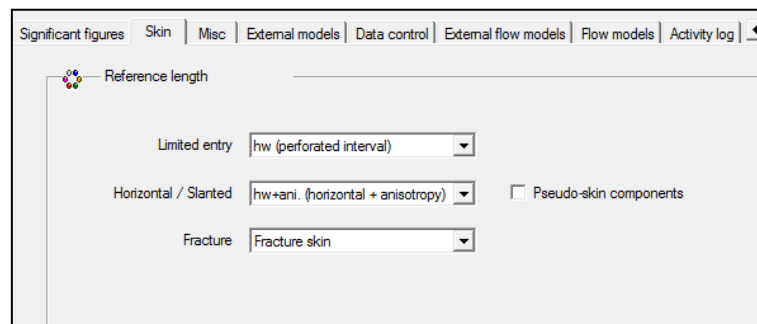 Significant figures Skin Misc External models Data control External flow models Flow models Activity log
Reference length
Limited entry hw (perforated interval)
Horizontal / Slanted hw+ani. (horizontal + anisotropy) Pseudo-skin components
Fracture Fracture skin